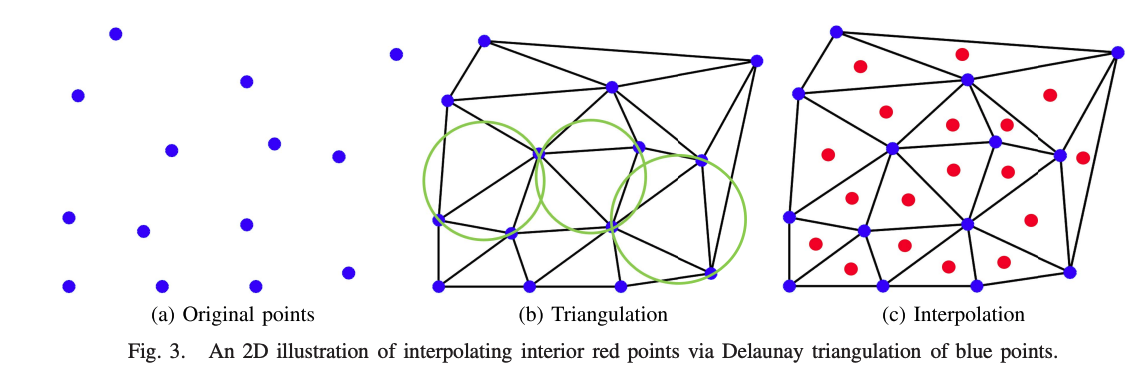 (a) Original points
(b) Triangulation
(c) Interpolation
Fig. 3. An 2D illustration of interpolating interior red points via Delaunay triangulation of blue points.